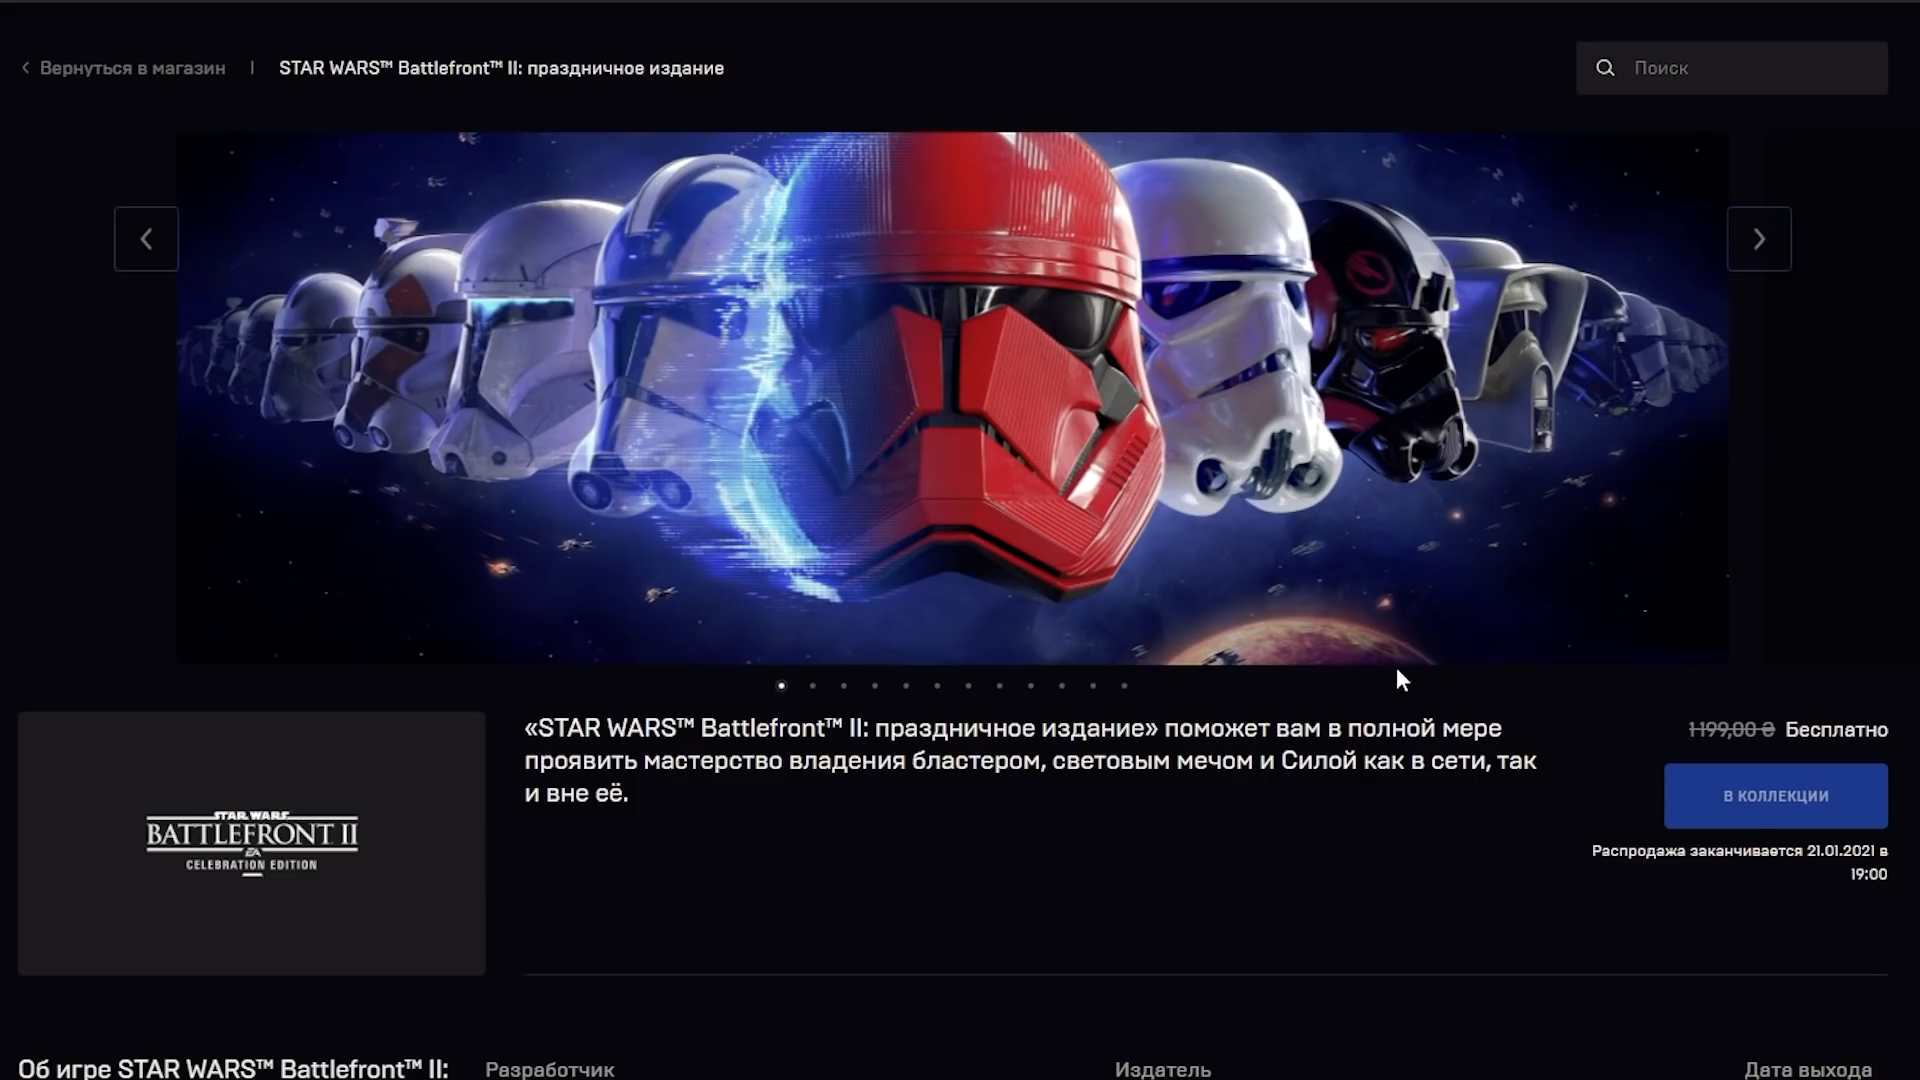 Вернуться в магазин | STAR WARS™ Battlefront™ II: праздничное издание
Поиск
«STAR WARS™ Battlefront™ II: праздничное издание» поможет вам в полной мере
проявить мастерство владения бластером, световым мечом и Силой как в сети, так
и вне её.
1 199,00 ₴ Бесплатно
В КОЛЛЕКЦИИ
Распродажа заканчивается 21.01.2021 в
19:00
STAR WARS
BATTLEFRONT II
EA
CELEBRATION EDITION
Об игре STAR WARS™ Battlefront™ II:
Разработчик
Издатель
Дата выхода